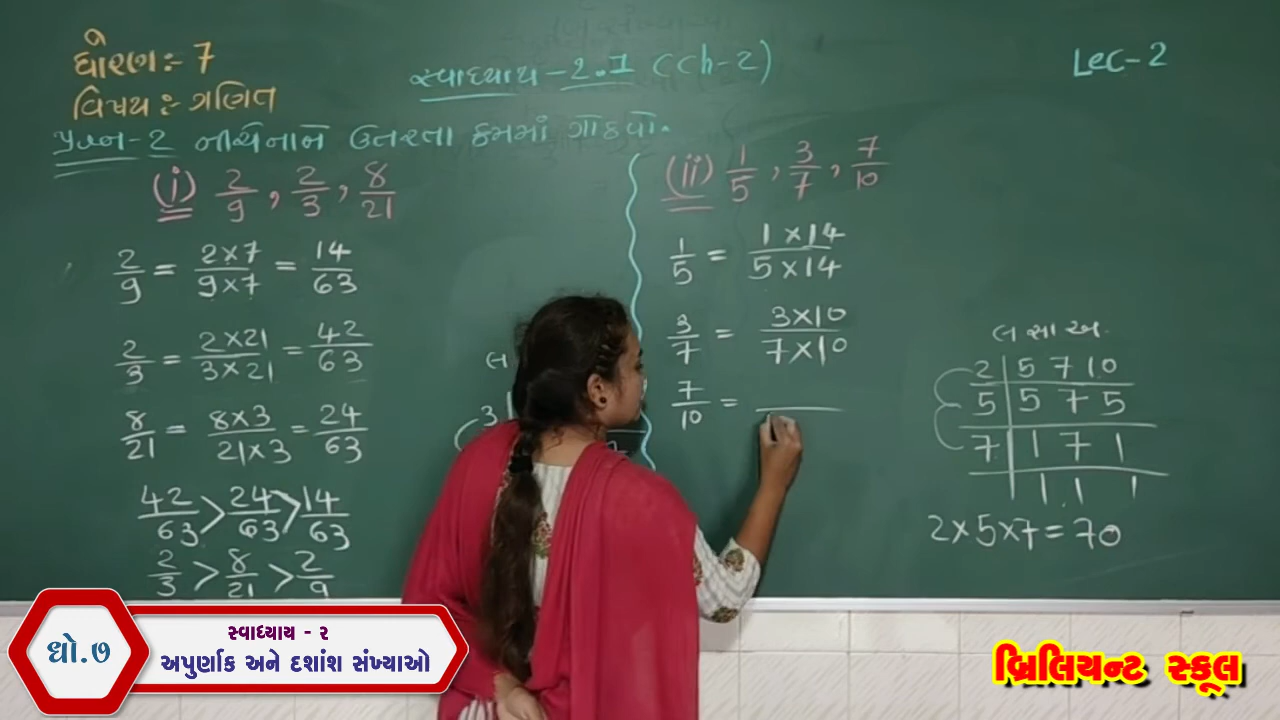 ધોરણ:- 7
વિષય:- ગણિત
સ્વાધ્યાય - 2.1 (Ch-2)
Lec-2
પ્રશ્ન-2 નીચેનાને ઉતરતા ક્રમમાં ગોઠવો.
(i) 2/9 , 2/3 , 8/21
2/9 = 2×7/9×7 = 14/63
2/3 = 2×21/3×21 = 42/63
8/21 = 8×3/21×3 = 24/63
42/63 > 24/63 > 14/63
2/3 > 8/21 > 2/9
(ii) 1/5 , 3/7 , 7/10
1/5 = 1×14/5×14
3/7 = 3×10/7×10
7/10 =
લ
3
લ સા અ.
2 | 5 7 10
5 | 5 7 5
7 | 1 7 1
| 1 1 1
2×5×7=70
ધો.૭
સ્વાધ્યાય - ૨
અપુર્ણાક અને દશાંશ સંખ્યાઓ
બ્રિલિયન્ટ સ્કૂલ